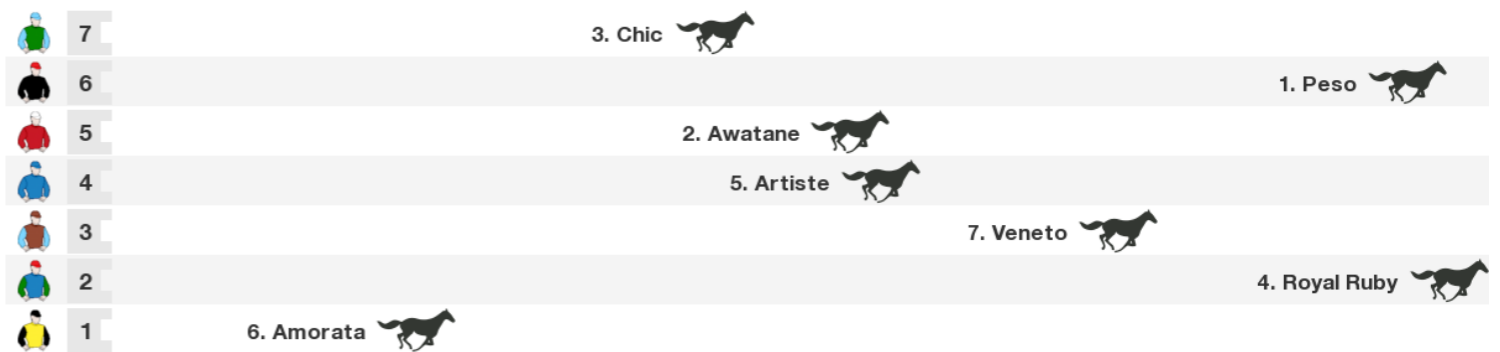 7 3. Chic
6 1. Peso
5 2. Awatane
4 5. Artiste
3 7. Veneto
2 4. Royal Ruby
1 6. Amorata